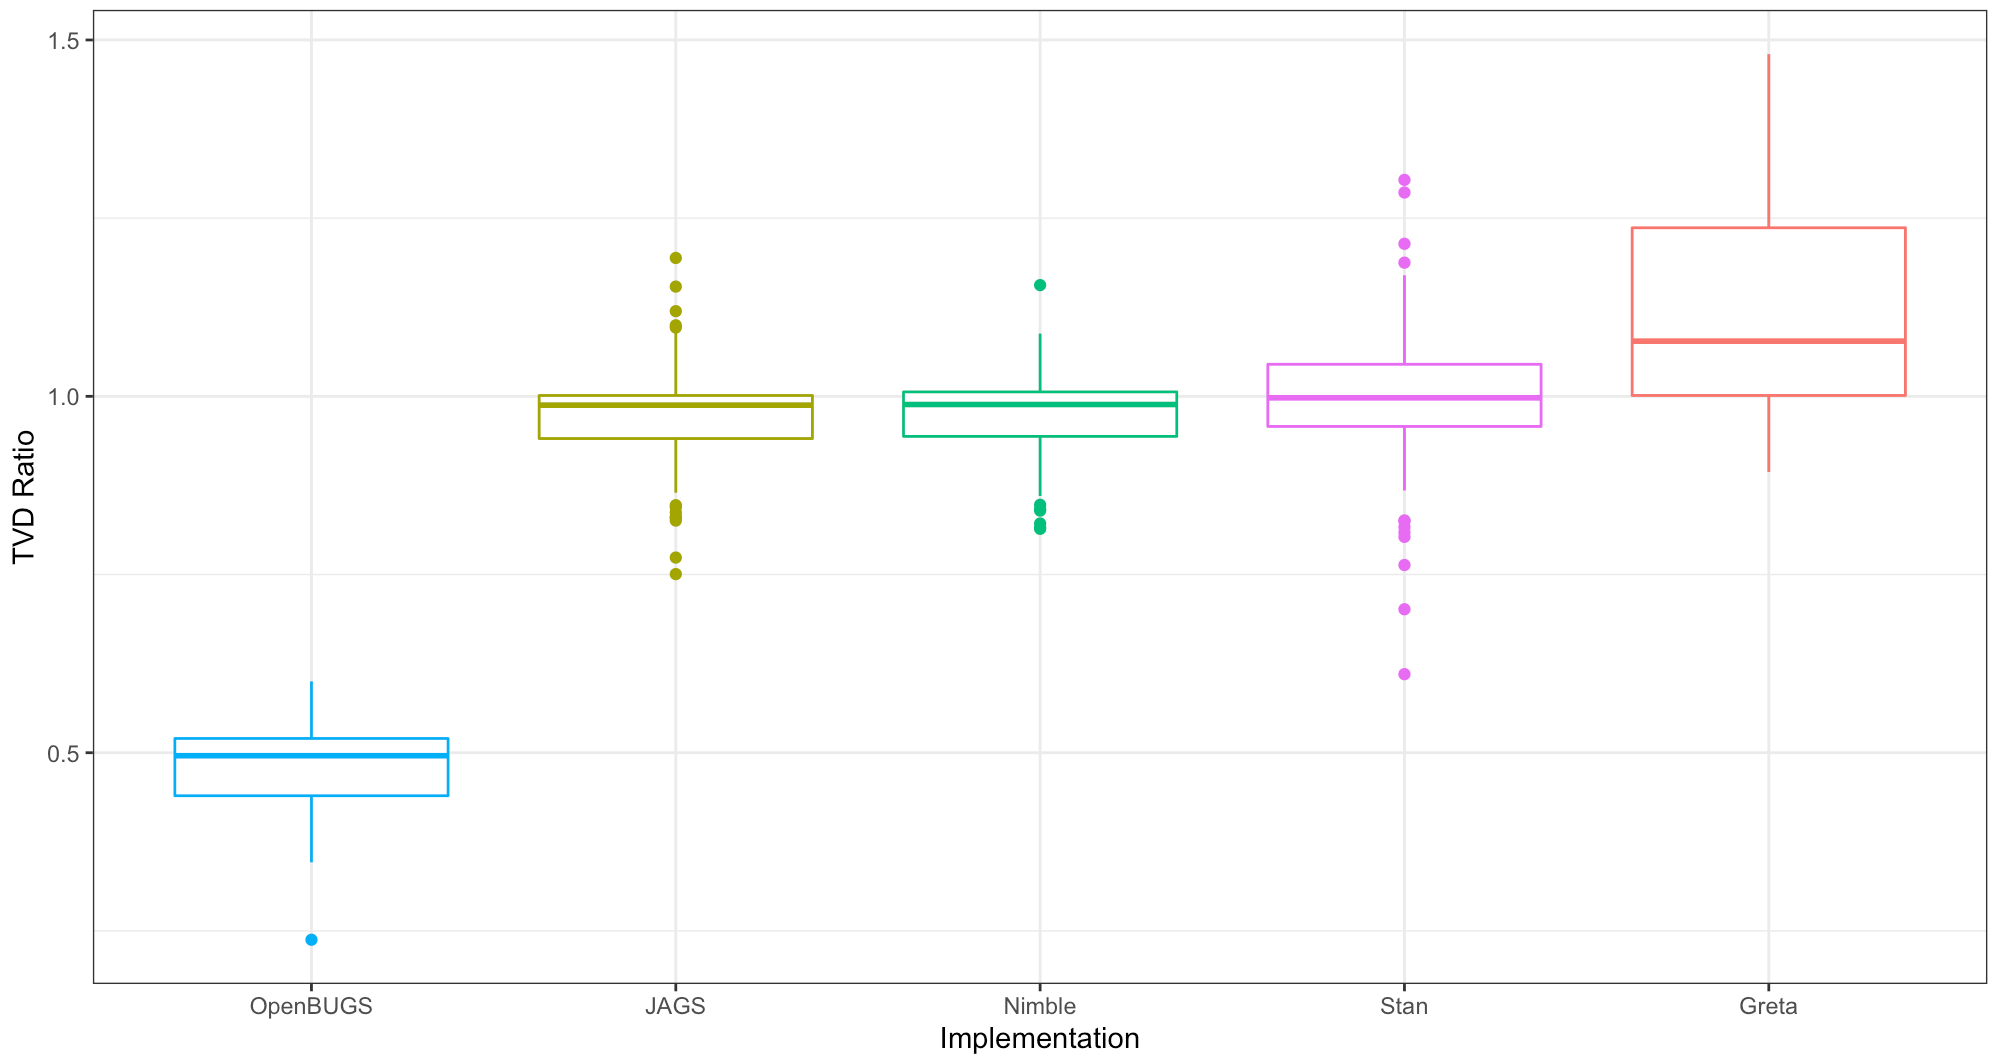 TVD Ratio
1.5
1.0
0.5
OpenBUGS JAGS Nimble Stan Greta
Implementation